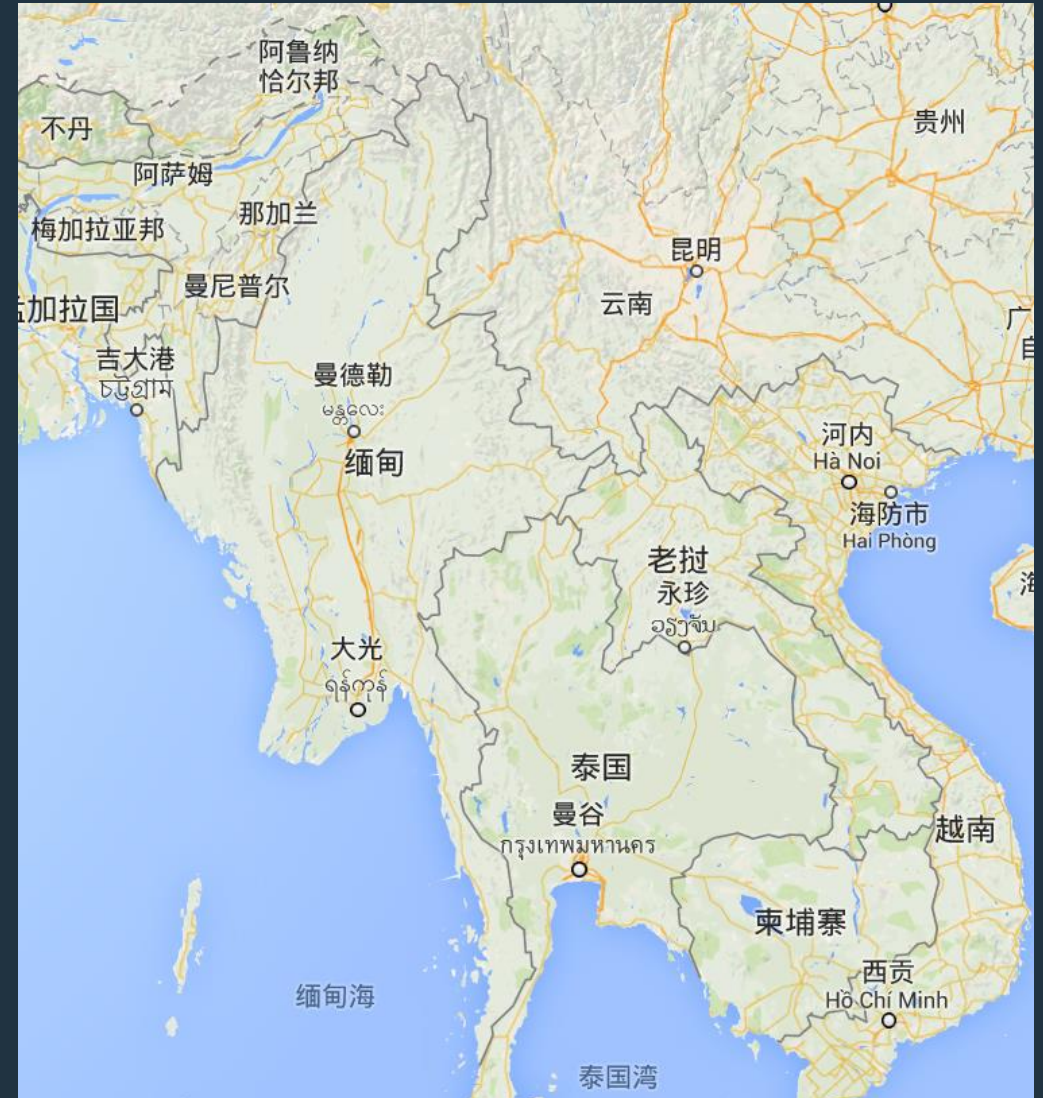 阿鲁纳
恰尔邦
不丹
阿萨姆
贵州
那加兰
梅加拉亚邦
昆明
曼尼普尔
云南
孟加拉国
广
自
吉大港
চট্টগ্রাম
曼德勒
မန္တလေး
缅甸
河内
Hà Noi
海防市
Hai Phòng
老挝
永珍
ວຽງຈັນ
大光
ရန်ကုန်
泰国
曼谷
กรุงเทพมหานคร
越南
柬埔寨
西贡
Hồ Chí Minh
缅甸海
泰国湾